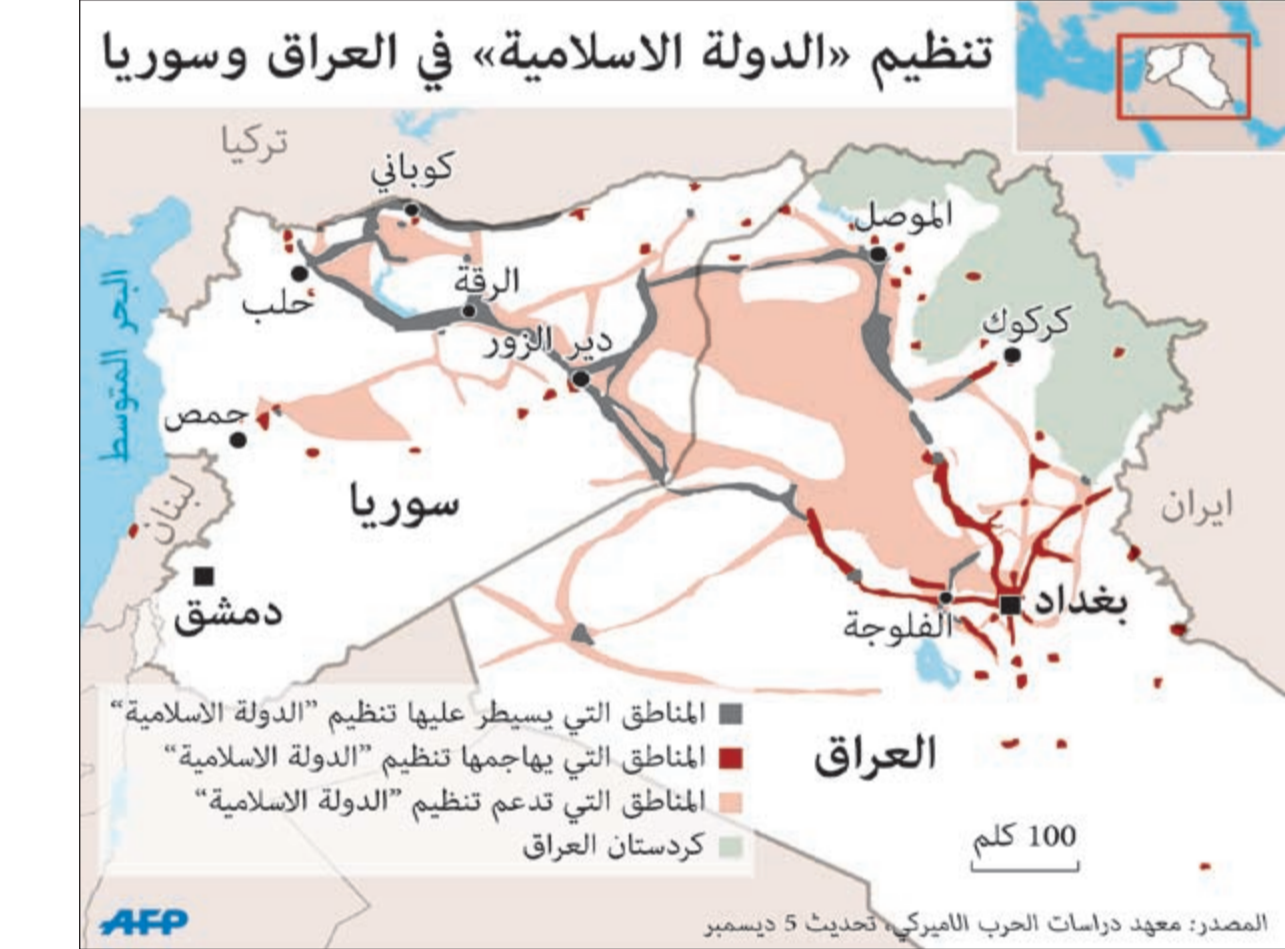 تنظيم «الدولة الاسلامية» في العراق وسوريا
تركيا
كوباني
الموصل
البحر المتوسط
حلب
الرقة
كركوك
دير الزور
حمص
سوريا
لبنان
ايران
دمشق
بغداد
الفلوجة
العراق
المناطق التي يسيطر عليها تنظيم "الدولة الاسلامية"
المناطق التي يهاجمها تنظيم "الدولة الاسلامية"
المناطق التي تدعم تنظيم "الدولة الاسلامية"
كردستان العراق
100 كلم
AFP
المصدر: معهد دراسات الحرب الاميركي، تحديث 5 ديسمبر